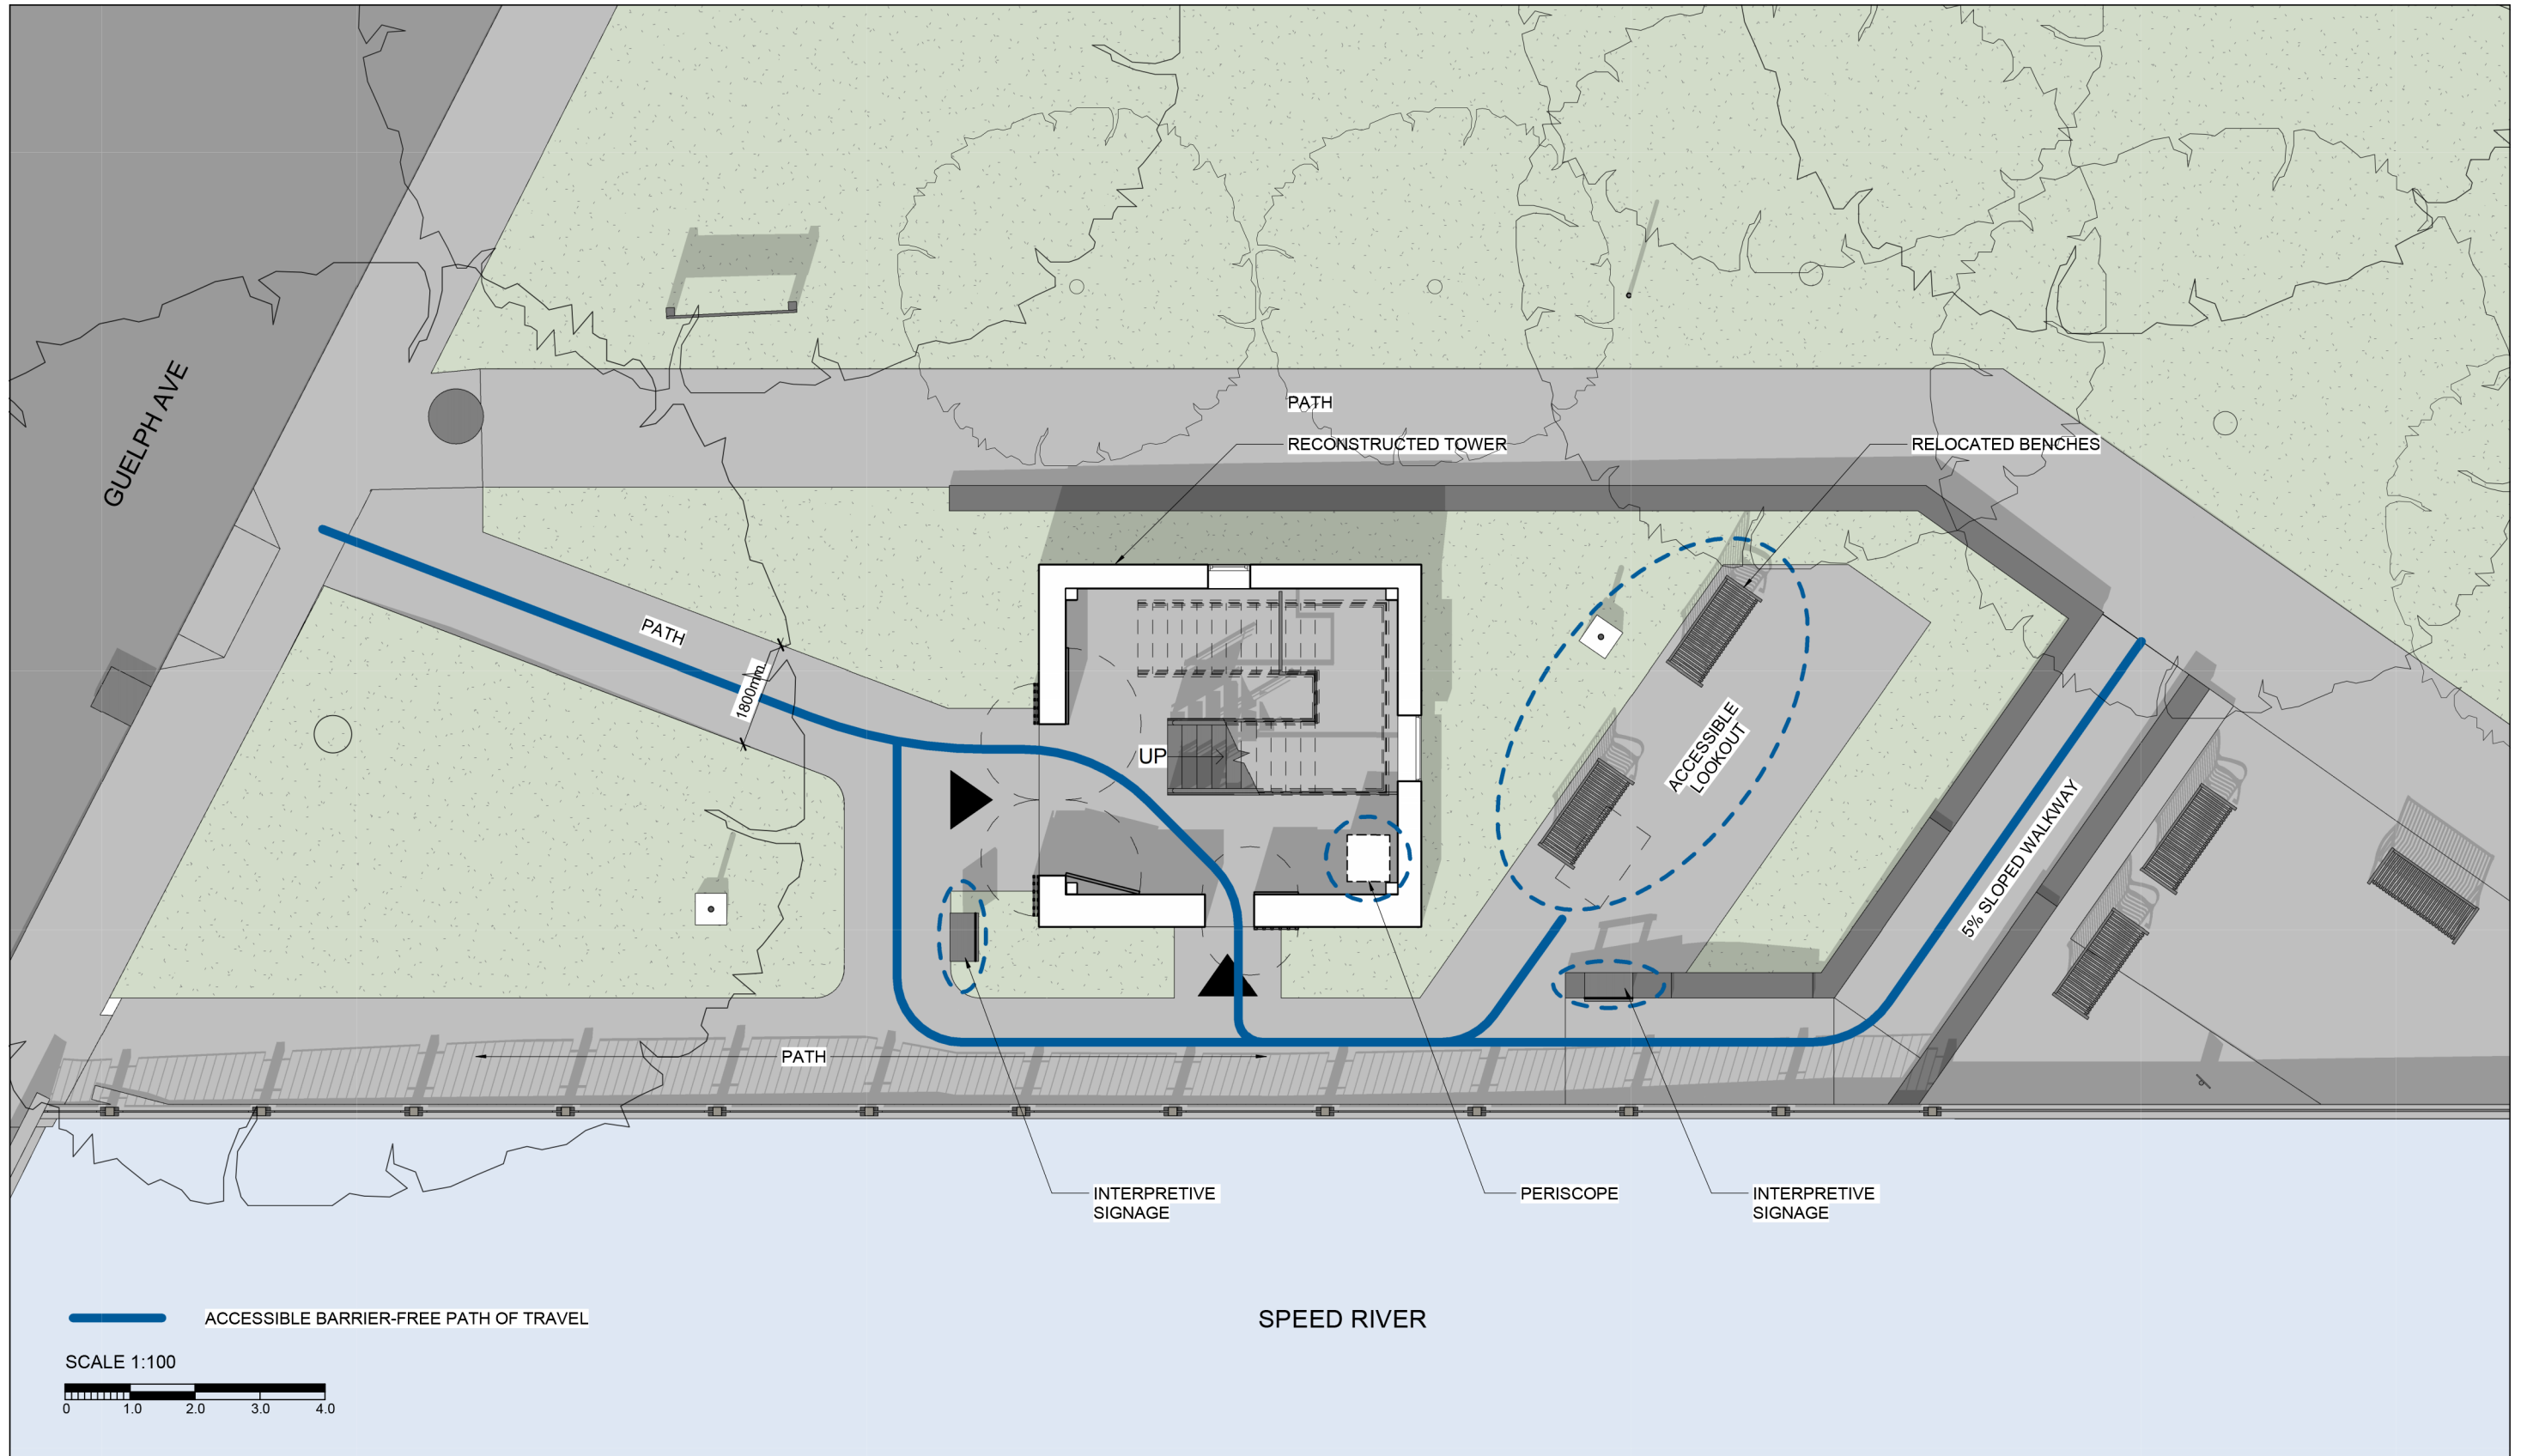 GUELPH AVE
PATH
RECONSTRUCTED TOWER
RELOCATED BENCHES
PATH
1800mm
UP
ACCESSIBLE
LOOKOUT
5% SLOPED WALKWAY
PATH
INTERPRETIVE
SIGNAGE
PERISCOPE
INTERPRETIVE
SIGNAGE
ACCESSIBLE BARRIER-FREE PATH OF TRAVEL
SPEED RIVER
SCALE 1:100
0 1.0 2.0 3.0 4.0